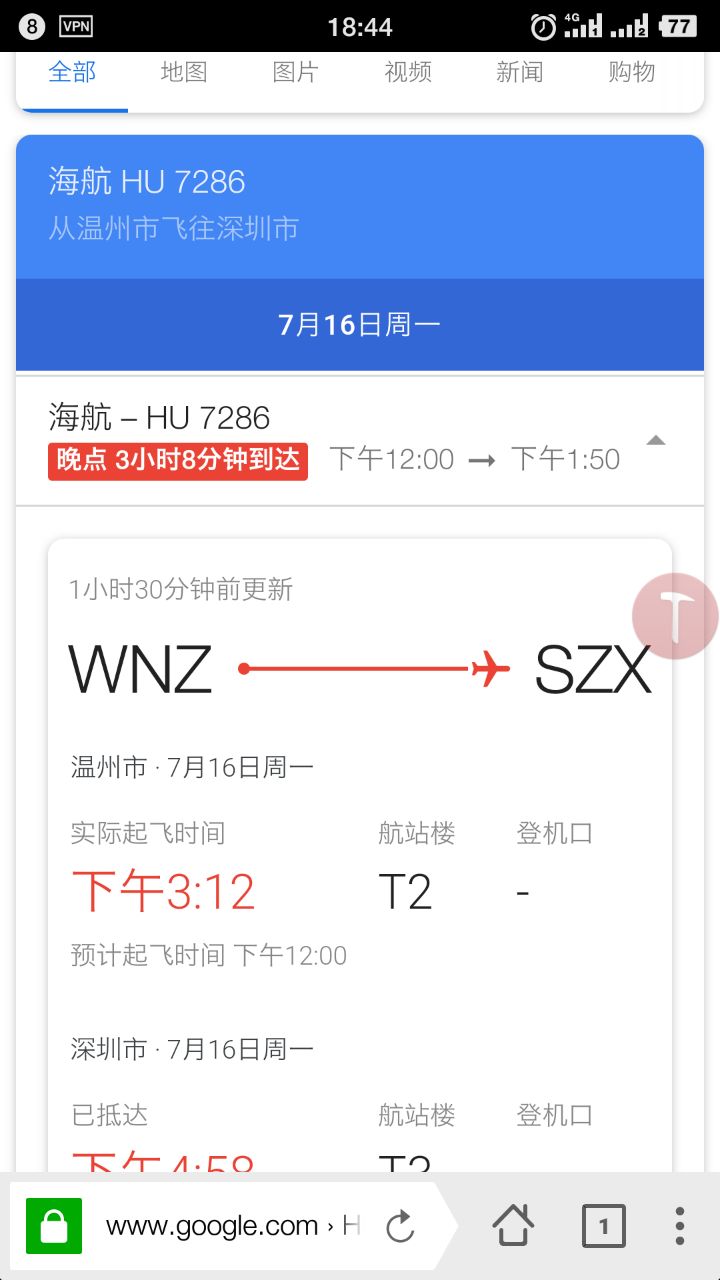 8 VPN 18:44 4G 1 2 77
全部 地图 图片 视频 新闻 购物
海航 HU 7286
从温州市飞往深圳市
7月16日周一
海航 – HU 7286
晚点 3小时8分钟到达 下午12:00 → 下午1:50
1小时30分钟前更新
WNZ SZX
温州市 · 7月16日周一
实际起飞时间 航站楼 登机口
下午3:12 T2 -
预计起飞时间 下午12:00
深圳市 · 7月16日周一
已抵达 航站楼 登机口
下午4:58
www.google.com › H 1